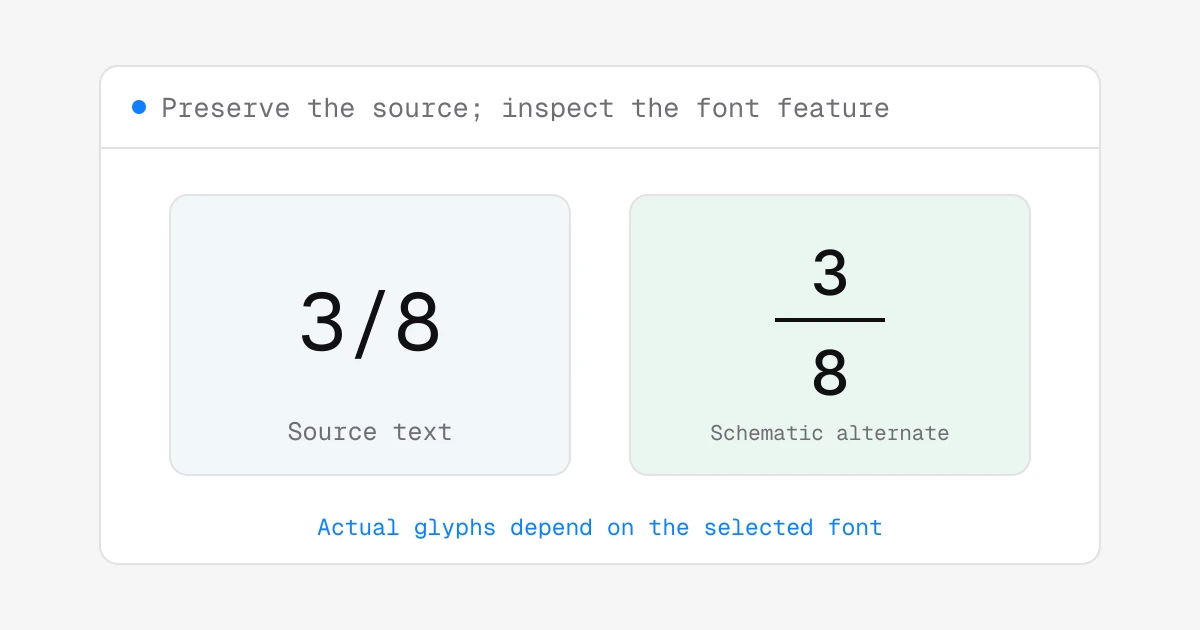 Preserve the source; inspect the font feature
3/8
Source text
3
8
Schematic alternate
Actual glyphs depend on the selected font